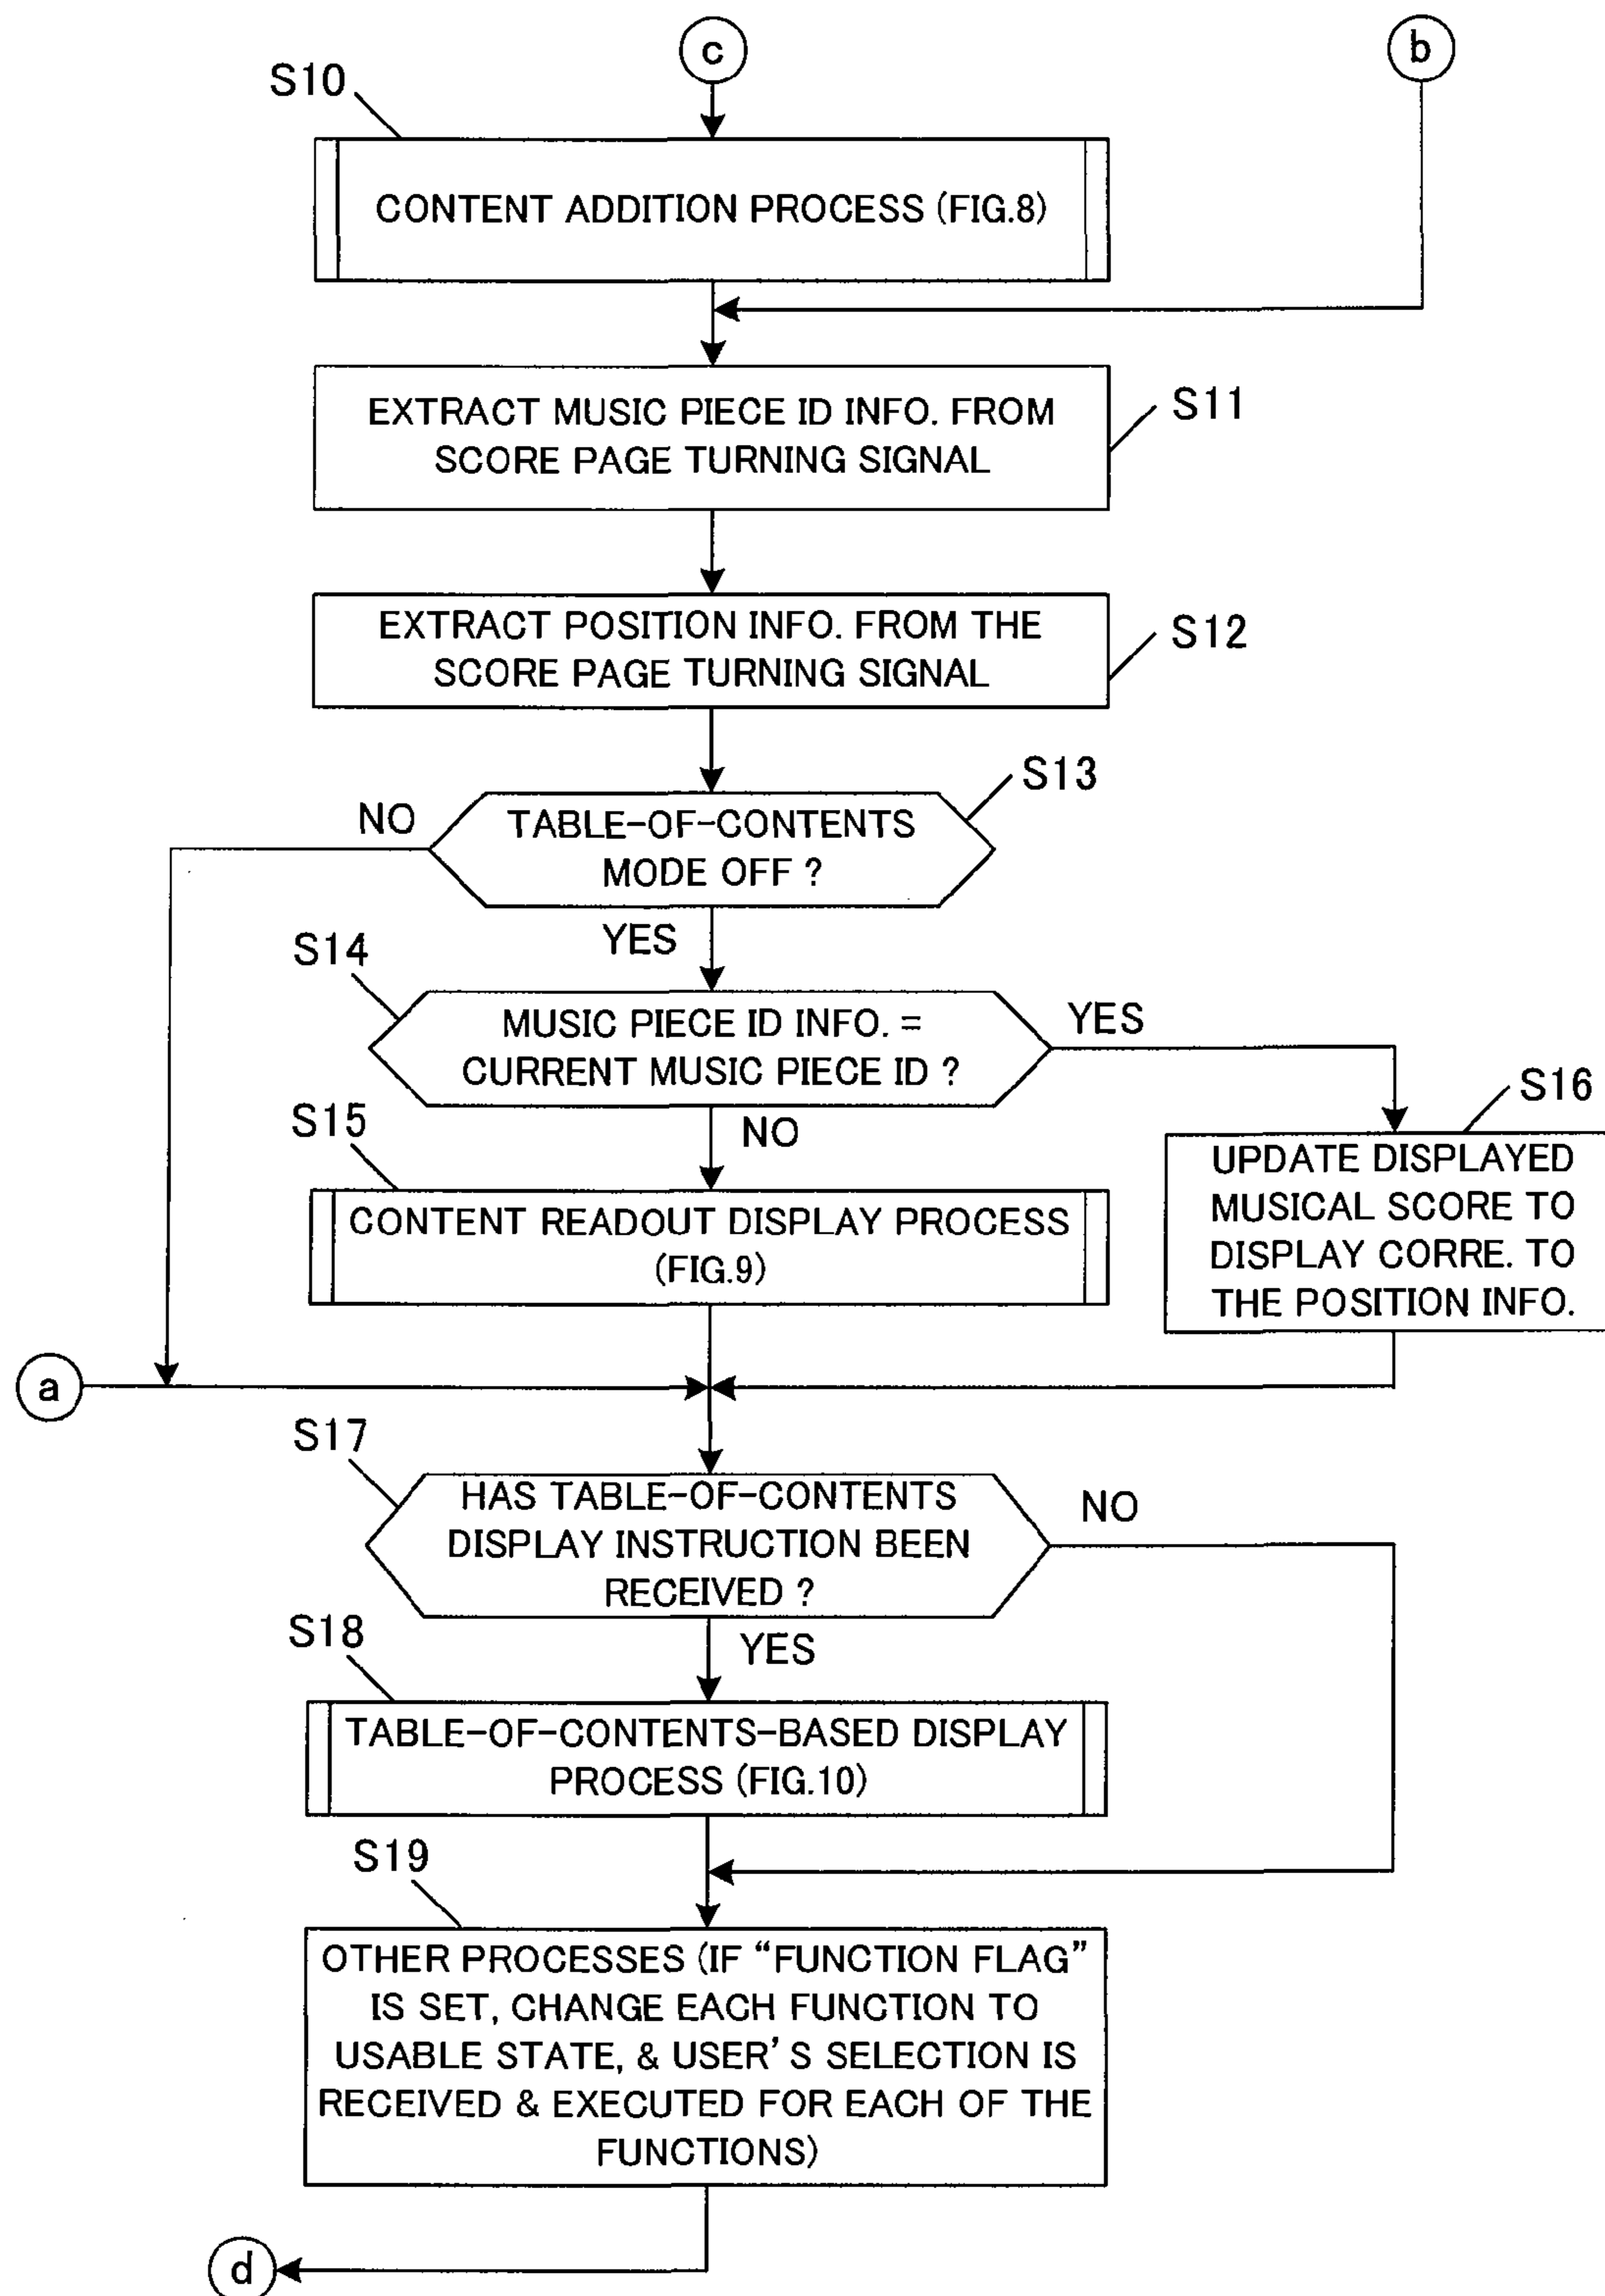 c
b
S10
CONTENT ADDITION PROCESS (FIG.8)
EXTRACT MUSIC PIECE ID INFO. FROM
SCORE PAGE TURNING SIGNAL
S11
EXTRACT POSITION INFO. FROM THE
SCORE PAGE TURNING SIGNAL
S12
S13
NO
TABLE-OF-CONTENTS
MODE OFF ?
YES
S14
MUSIC PIECE ID INFO. =
CURRENT MUSIC PIECE ID ?
YES
S15
NO
S16
CONTENT READOUT DISPLAY PROCESS
(FIG.9)
UPDATE DISPLAYED
MUSICAL SCORE TO
DISPLAY CORRE. TO
THE POSITION INFO.
a
S17
HAS TABLE-OF-CONTENTS
DISPLAY INSTRUCTION BEEN
RECEIVED ?
NO
S18
YES
TABLE-OF-CONTENTS-BASED DISPLAY
PROCESS (FIG.10)
S19
OTHER PROCESSES (IF “FUNCTION FLAG”
IS SET, CHANGE EACH FUNCTION TO
USABLE STATE, & USER’S SELECTION IS
RECEIVED & EXECUTED FOR EACH OF THE
FUNCTIONS)
d